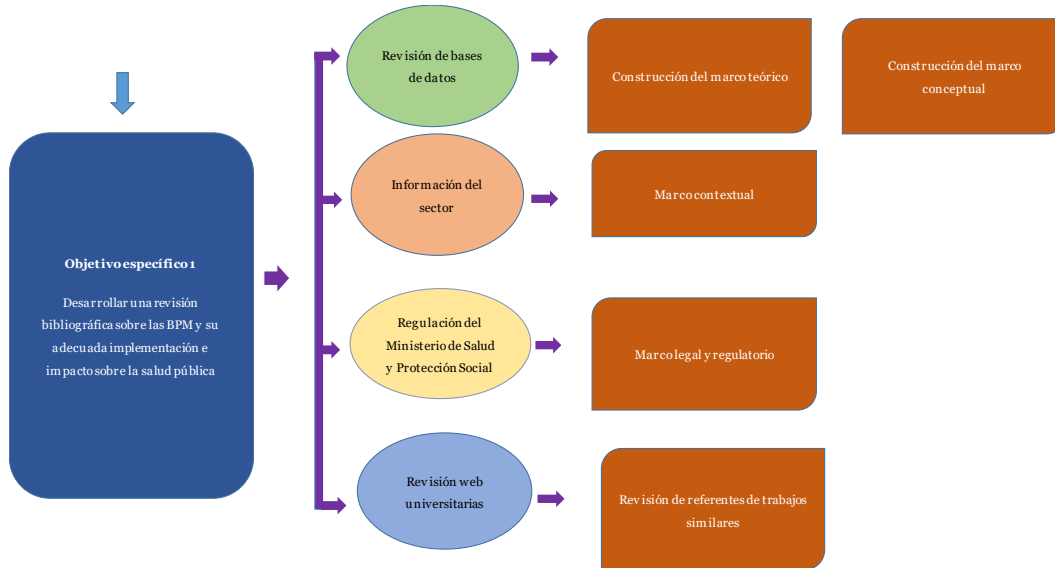 Objetivo específico 1
Desarrollar una revisión
bibliográfica sobre las BPM y su
adecuada implementación e
impacto sobre la salud pública
Revisión de bases
de datos
Construcción del marco teórico
Construcción del marco
conceptual
Información del
sector
Marco contextual
Regulación del
Ministerio de Salud
y Protección Social
Marco legal y regulatorio
Revisión web
universitarias
Revisión de referentes de trabajos
similares